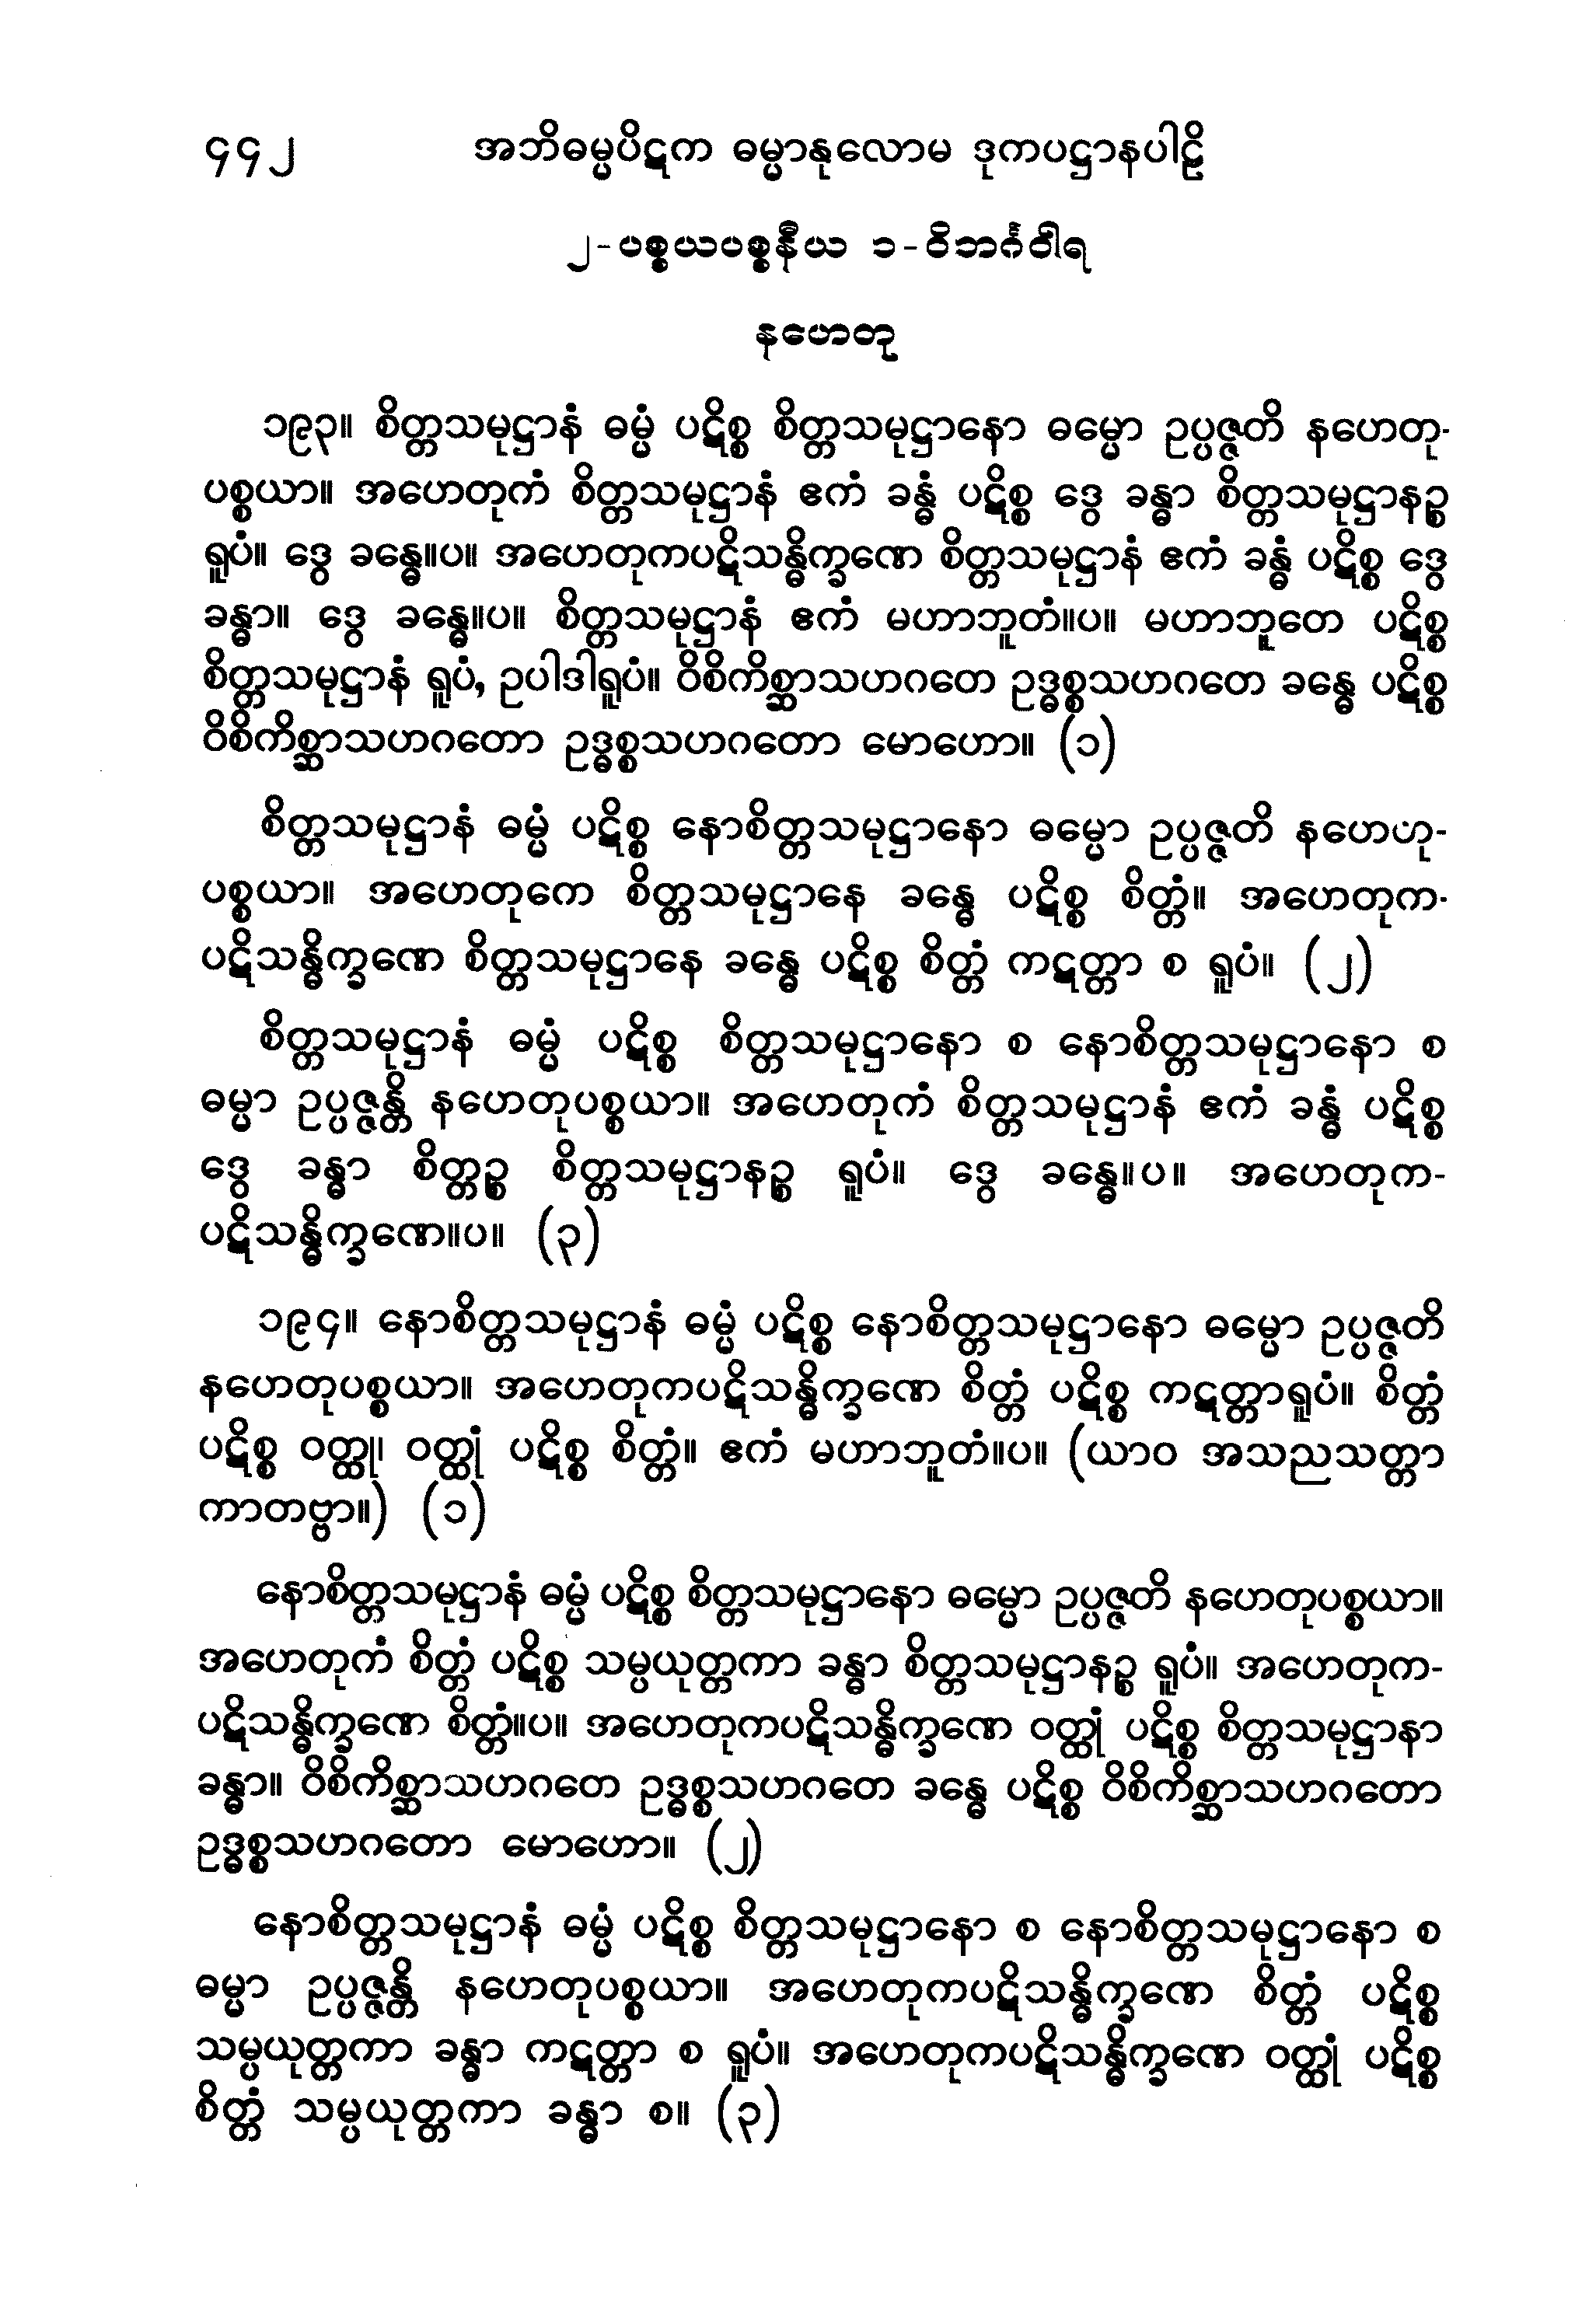 ၄၄၂ အဘိဓမ္မပိဋက ဓမ္မာနုလောမ ဒုကပဋ္ဌာနပါဠိ
၂-ပစ္စယပစ္စနီယ ၁-ဝိဘင်္ဂဝါရ
နဟေတု
၁၉၃။ စိတ္တသမုဋ္ဌာနံ ဓမ္မံ ပဋိစ္စ စိတ္တသမုဋ္ဌာနော ဓမ္မော ဥပ္ပဇ္ဇတိ နဟေတု-
ပစ္စယာ။ အဟေတုကံ စိတ္တသမုဋ္ဌာနံ ဧကံ ခန္ဓံ ပဋိစ္စ ဒွေ ခန္ဓာ စိတ္တသမုဋ္ဌာနဉ္စ
ရူပံ။ ဒွေ ခန္ဓေ။ပ။ အဟေတုကပဋိသန္ဓိက္ခဏေ စိတ္တသမုဋ္ဌာနံ ဧကံ ခန္ဓံ ပဋိစ္စ ဒွေ
ခန္ဓာ။ ဒွေ ခန္ဓေ။ပ။ စိတ္တသမုဋ္ဌာနံ ဧကံ မဟာဘူတံ။ပ။ မဟာဘူတေ ပဋိစ္စ
စိတ္တသမုဋ္ဌာနံ ရူပံ, ဥပါဒါရူပံ။ ဝိစိကိစ္ဆာသဟဂတေ ဥဒ္ဓစ္စသဟဂတေ ခန္ဓေ ပဋိစ္စ
ဝိစိကိစ္ဆာသဟဂတော ဥဒ္ဓစ္စသဟဂတော မောဟော။ (၁)
စိတ္တသမုဋ္ဌာနံ ဓမ္မံ ပဋိစ္စ နောစိတ္တသမုဋ္ဌာနော ဓမ္မော ဥပ္ပဇ္ဇတိ နဟေဟု-
ပစ္စယာ။ အဟေတုကေ စိတ္တသမုဋ္ဌာနေ ခန္ဓေ ပဋိစ္စ စိတ္တံ။ အဟေတုက-
ပဋိသန္ဓိက္ခဏေ စိတ္တသမုဋ္ဌာနေ ခန္ဓေ ပဋိစ္စ စိတ္တံ ကဋတ္တာ စ ရူပံ။ (၂)
စိတ္တသမုဋ္ဌာနံ ဓမ္မံ ပဋိစ္စ စိတ္တသမုဋ္ဌာနော စ နောစိတ္တသမုဋ္ဌာနော စ
ဓမ္မာ ဥပ္ပဇ္ဇန္တိ နဟေတုပစ္စယာ။ အဟေတုကံ စိတ္တသမုဋ္ဌာနံ ဧကံ ခန္ဓံ ပဋိစ္စ
ဒွေ ခန္ဓာ စိတ္တဉ္စ စိတ္တသမုဋ္ဌာနဉ္စ ရူပံ။ ဒွေ ခန္ဓေ။ပ။ အဟေတုက-
ပဋိသန္ဓိက္ခဏေ။ပ။ (၃)
၁၉၄။ နောစိတ္တသမုဋ္ဌာနံ ဓမ္မံ ပဋိစ္စ နောစိတ္တသမုဋ္ဌာနော ဓမ္မော ဥပ္ပဇ္ဇတိ
နဟေတုပစ္စယာ။ အဟေတုကပဋိသန္ဓိက္ခဏေ စိတ္တံ ပဋိစ္စ ကဋတ္တာရူပံ။ စိတ္တံ
ပဋိစ္စ ဝတ္ထု၊ ဝတ္ထုံ ပဋိစ္စ စိတ္တံ။ ဧကံ မဟာဘူတံ။ပ။ (ယာဝ အသညသတ္တာ
ကာတဗ္ဗာ။) (၁)
နောစိတ္တသမုဋ္ဌာနံ ဓမ္မံ ပဋိစ္စ စိတ္တသမုဋ္ဌာနော ဓမ္မော ဥပ္ပဇ္ဇတိ နဟေတုပစ္စယာ။
အဟေတုကံ စိတ္တံ ပဋိစ္စ သမ္ပယုတ္တကာ ခန္ဓာ စိတ္တသမုဋ္ဌာနဉ္စ ရူပံ။ အဟေတုက-
ပဋိသန္ဓိက္ခဏေ စိတ္တံ။ပ။ အဟေတုကပဋိသန္ဓိက္ခဏေ ဝတ္ထုံ ပဋိစ္စ စိတ္တသမုဋ္ဌာနာ
ခန္ဓာ။ ဝိစိကိစ္ဆာသဟဂတေ ဥဒ္ဓစ္စသဟဂတေ ခန္ဓေ ပဋိစ္စ ဝိစိကိစ္ဆာသဟဂတော
ဥဒ္ဓစ္စသဟဂတော မောဟော။ (၂)
နောစိတ္တသမုဋ္ဌာနံ ဓမ္မံ ပဋိစ္စ စိတ္တသမုဋ္ဌာနော စ နောစိတ္တသမုဋ္ဌာနော စ
ဓမ္မာ ဥပ္ပဇ္ဇန္တိ နဟေတုပစ္စယာ။ အဟေတုကပဋိသန္ဓိက္ခဏေ စိတ္တံ ပဋိစ္စ
သမ္ပယုတ္တကာ ခန္ဓာ ကဋတ္တာ စ ရူပံ။ အဟေတုကပဋိသန္ဓိက္ခဏေ ဝတ္ထုံ ပဋိစ္စ
စိတ္တံ သမ္ပယုတ္တကာ ခန္ဓာ စ။ (၃)